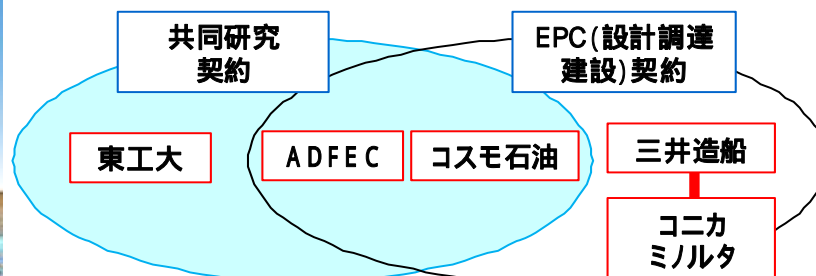 共同研究
契約
EPC(設計調達
建設)契約
東工大
ADFEC
コスモ石油
三井造船
コニカ
ミノルタ